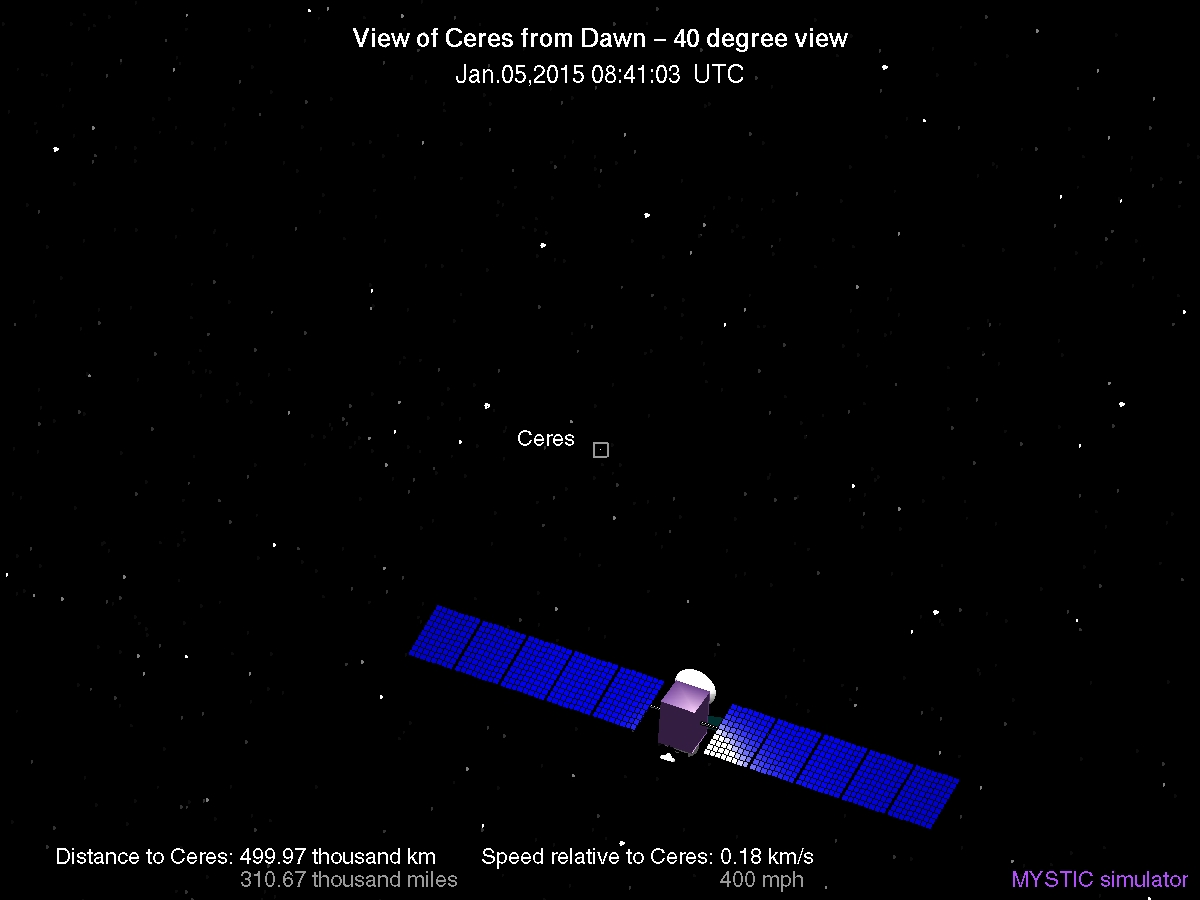 View of Ceres from Dawn – 40 degree view
Jan.05,2015 08:41:03 UTC
Ceres
Distance to Ceres: 499.97 thousand km
310.67 thousand miles
Speed relative to Ceres: 0.18 km/s
400 mph
MYSTIC simulator